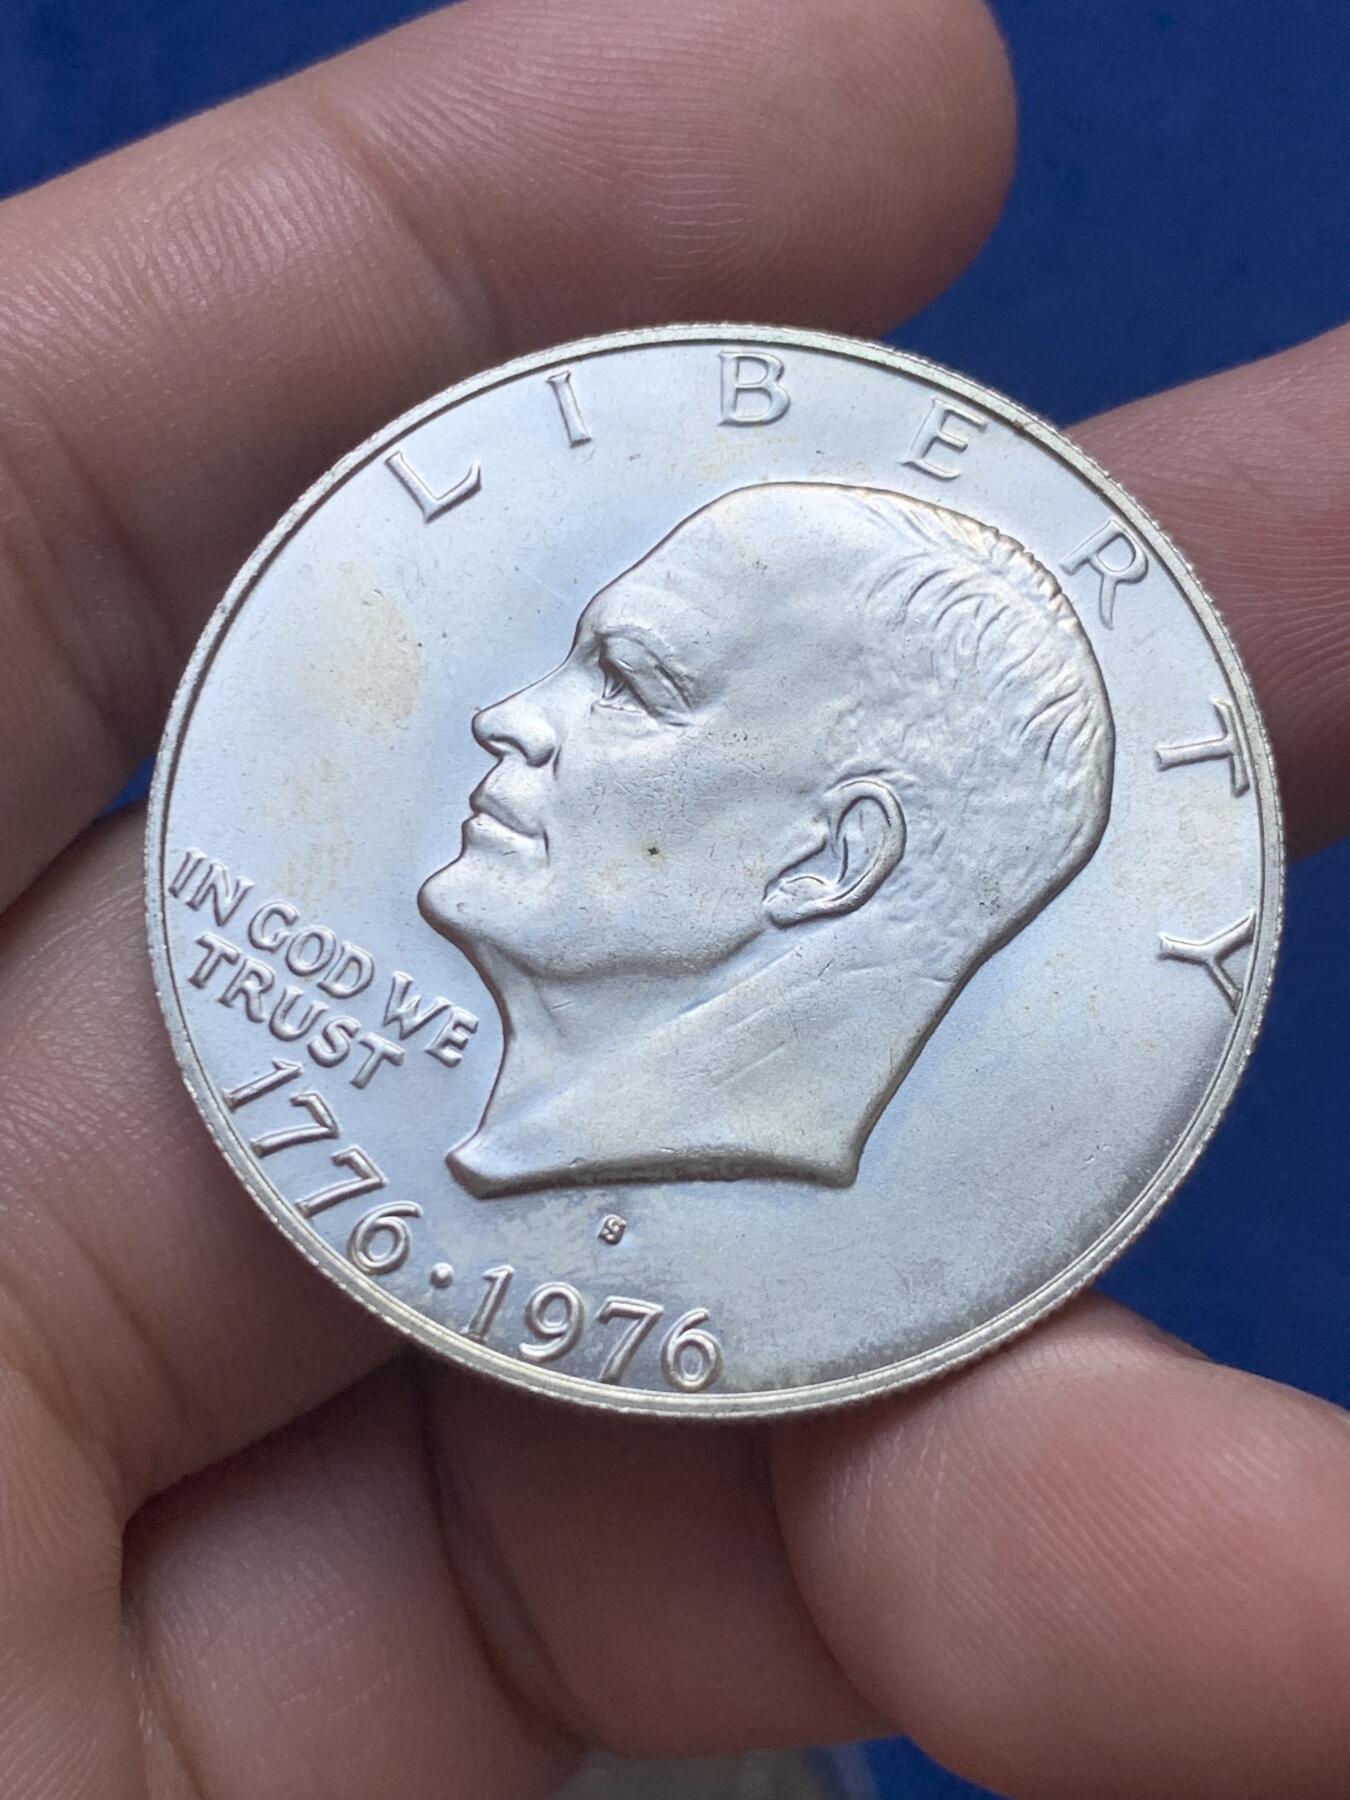 LIBERTY
IN GOD WE
TRUST
S
1776·1976